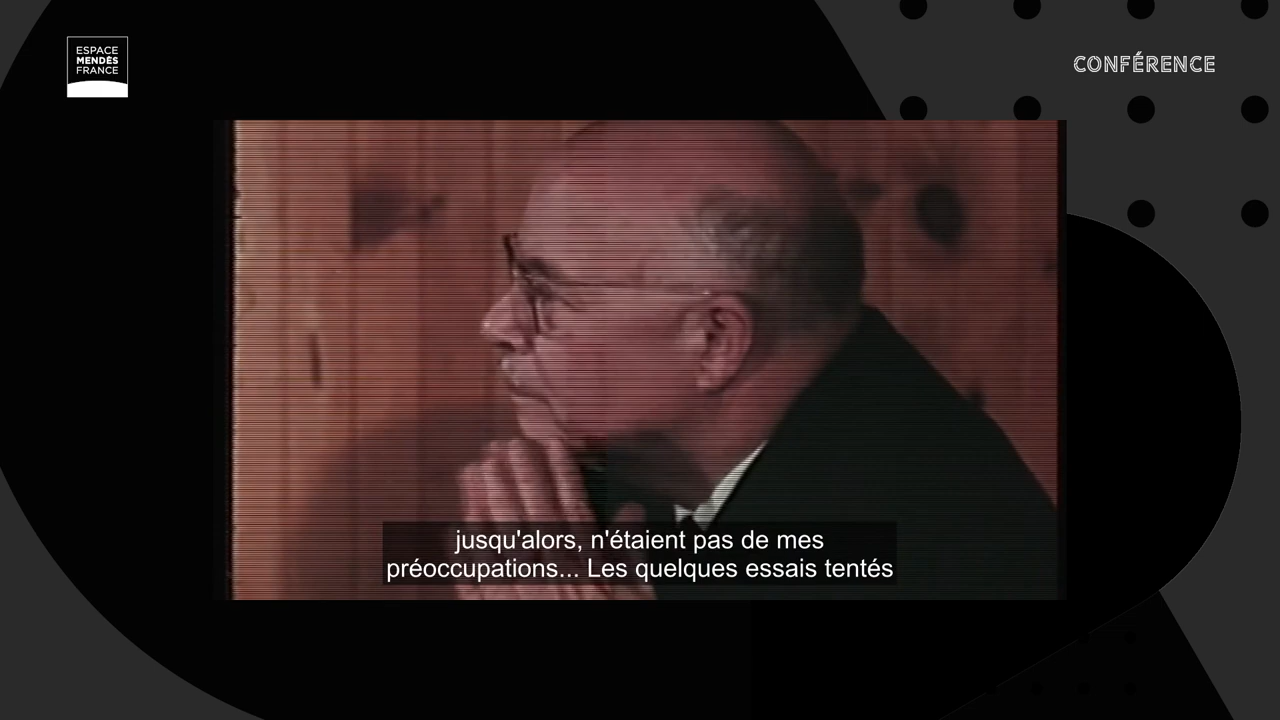 ESPACE
MENDÈS
FRANCE
CONFÉRENCE
jusqu'alors, n'étaient pas de mes
préoccupations... Les quelques essais tentés